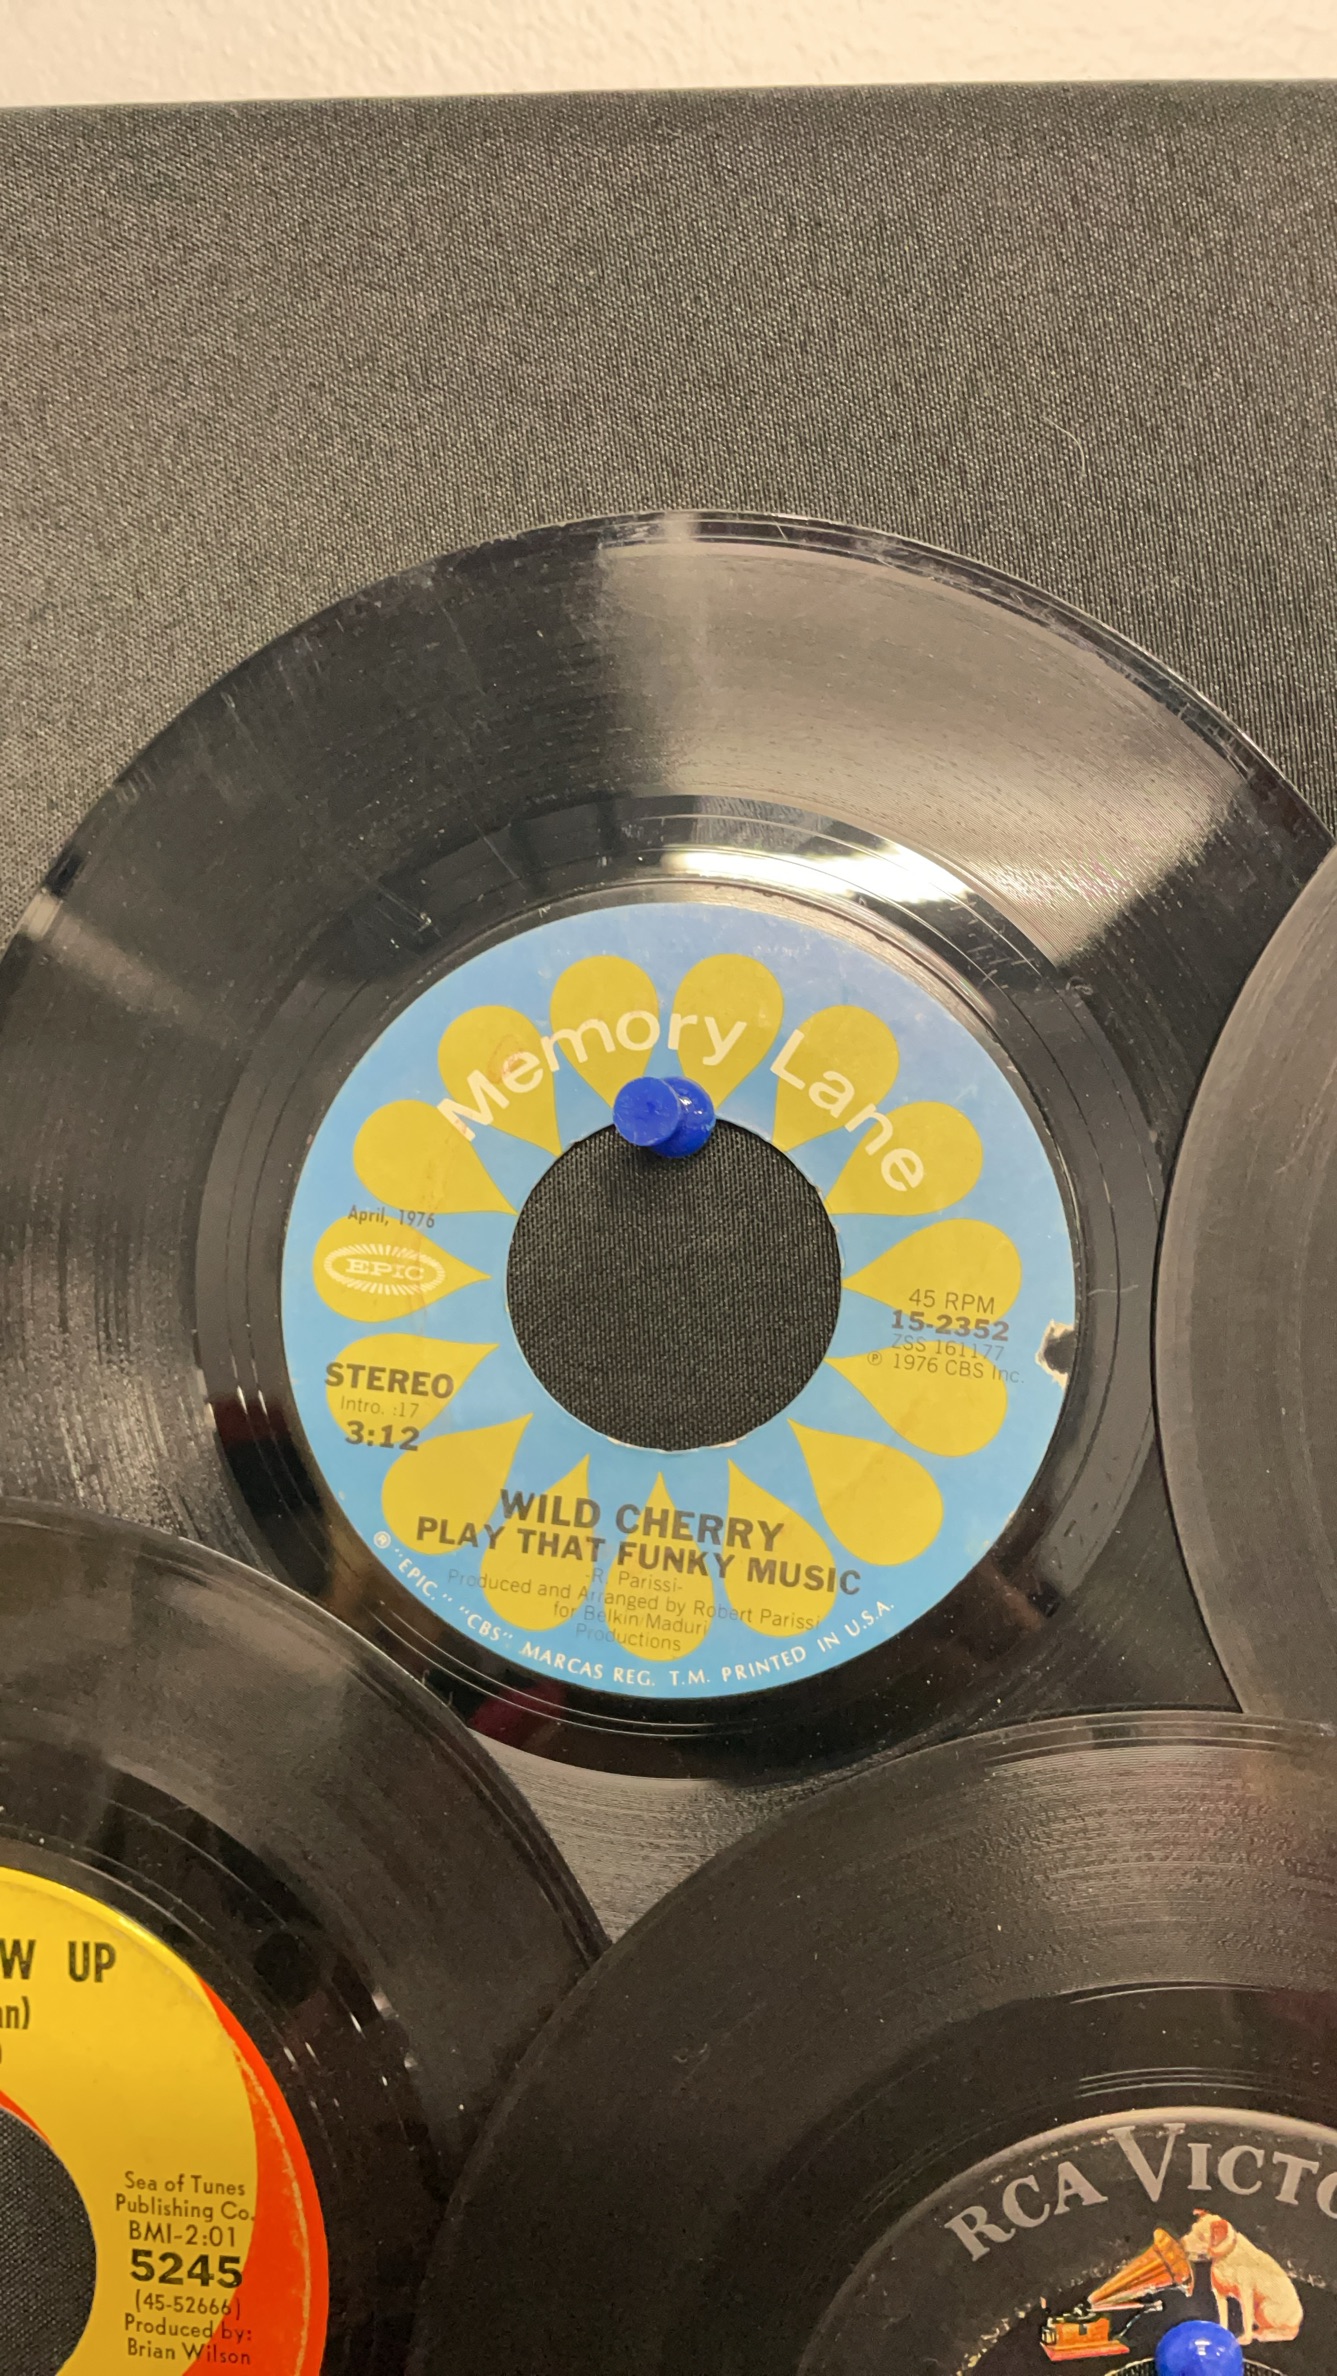 Memory Lane
April, 1976
EPIC
45 RPM
15-2352
ZSS 161177
℗ 1976 CBS Inc.
STEREO
Intro. :17
3:12
WILD CHERRY
PLAY THAT FUNKY MUSIC
-R. Parissi-
Produced and Arranged by Robert Parissi
for Belkin/Maduri
Productions
® "EPIC." "CBS" MARCAS REG. T.M. PRINTED IN U.S.A.
UP
Sea of Tunes
Publishing Co.
BMI-2:01
5245
(45-52666)
Produced by:
Brian Wilson
RCA